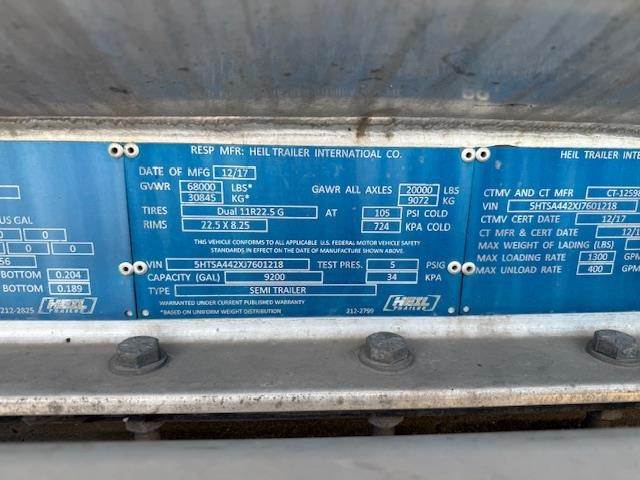 US GAL
0
0
0
0
56
BOTTOM 0.204
BOTTOM 0.189
212-2825
HEIL
TRAILER
RESP MFR: HEIL TRAILER INTERNATIOAL CO.
DATE OF MFG 12/17
GVWR 68000 LBS* GAWR ALL AXLES 20000 LBS
30845 KG* 9072 KG
TIRES Dual 11R22.5 G AT 105 PSI COLD
RIMS 22.5 X 8.25 724 KPA COLD
THIS VEHICLE CONFORMS TO ALL APPLICABLE U.S. FEDERAL MOTOR VEHICLE SAFETY
STANDARDS IN EFFECT ON THE DATE OF MANUFACTURE SHOWN ABOVE.
VIN 5HTSA442XJ7601218 TEST PRES. 5 PSIG
CAPACITY (GAL) 9200 34 KPA
TYPE SEMI TRAILER
WARRANTED UNDER CURRENT PUBLISHED WARRANTY
*BASED ON UNIFORM WEIGHT DISTRIBUTION 212-2799
HEIL
TRAILER
HEIL TRAILER INTER
CTMV AND CT MFR CT-1259
VIN 5HTSA442XJ7601218
CTMV CERT DATE 12/17
CT MFR & CERT DATE 12/1
MAX WEIGHT OF LADING (LBS)
MAX LOADING RATE 1300 GPM
MAX UNLOAD RATE 400 GP
HEIL
TRAILER